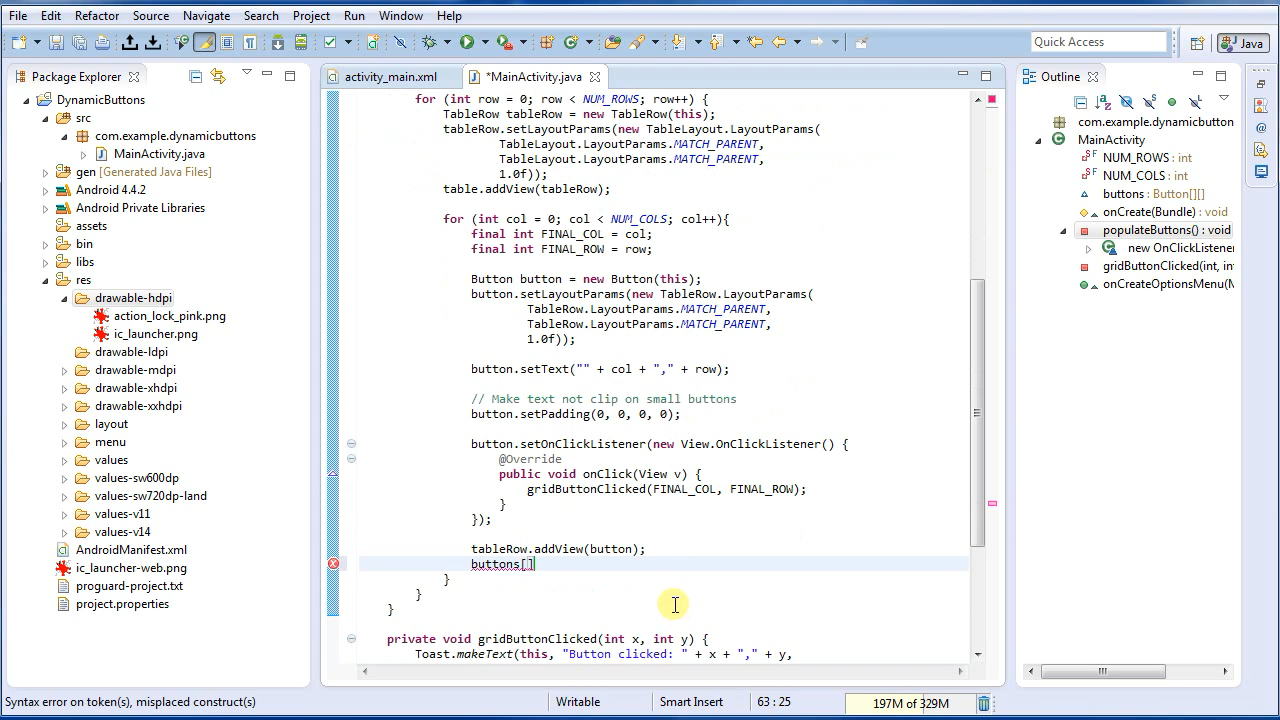 File Edit Refactor Source Navigate Search Project Run Window Help
Quick Access
Java
Package Explorer
activity_main.xml
*MainActivity.java
Outline
DynamicButtons
src
com.example.dynamicbuttons
MainActivity.java
gen [Generated Java Files]
Android 4.4.2
Android Private Libraries
assets
bin
libs
res
drawable-hdpi
action_lock_pink.png
ic_launcher.png
drawable-ldpi
drawable-mdpi
drawable-xhdpi
drawable-xxhdpi
layout
menu
values
values-sw600dp
values-sw720dp-land
values-v11
values-v14
AndroidManifest.xml
ic_launcher-web.png
proguard-project.txt
project.properties
for (int row = 0; row < NUM_ROWS; row++) {
TableRow tableRow = new TableRow(this);
tableRow.setLayoutParams(new TableLayout.LayoutParams(
TableLayout.LayoutParams.MATCH_PARENT,
TableLayout.LayoutParams.MATCH_PARENT,
1.0f));
table.addView(tableRow);
for (int col = 0; col < NUM_COLS; col++){
final int FINAL_COL = col;
final int FINAL_ROW = row;
Button button = new Button(this);
button.setLayoutParams(new TableRow.LayoutParams(
TableRow.LayoutParams.MATCH_PARENT,
TableRow.LayoutParams.MATCH_PARENT,
1.0f));
button.setText("" + col + "," + row);
// Make text not clip on small buttons
button.setPadding(0, 0, 0, 0);
button.setOnClickListener(new View.OnClickListener() {
@Override
public void onClick(View v) {
gridButtonClicked(FINAL_COL, FINAL_ROW);
}
});
tableRow.addView(button);
buttons[]
}
}
}
private void gridButtonClicked(int x, int y) {
Toast.makeText(this, "Button clicked: " + x + "," + y,
com.example.dynamicbutton
MainActivity
NUM_ROWS : int
NUM_COLS : int
buttons : Button[][]
onCreate(Bundle) : void
populateButtons() : void
new OnClickListener
gridButtonClicked(int, int
onCreateOptionsMenu(M
Syntax error on token(s), misplaced construct(s)
Writable
Smart Insert
63 : 25
197M of 329M